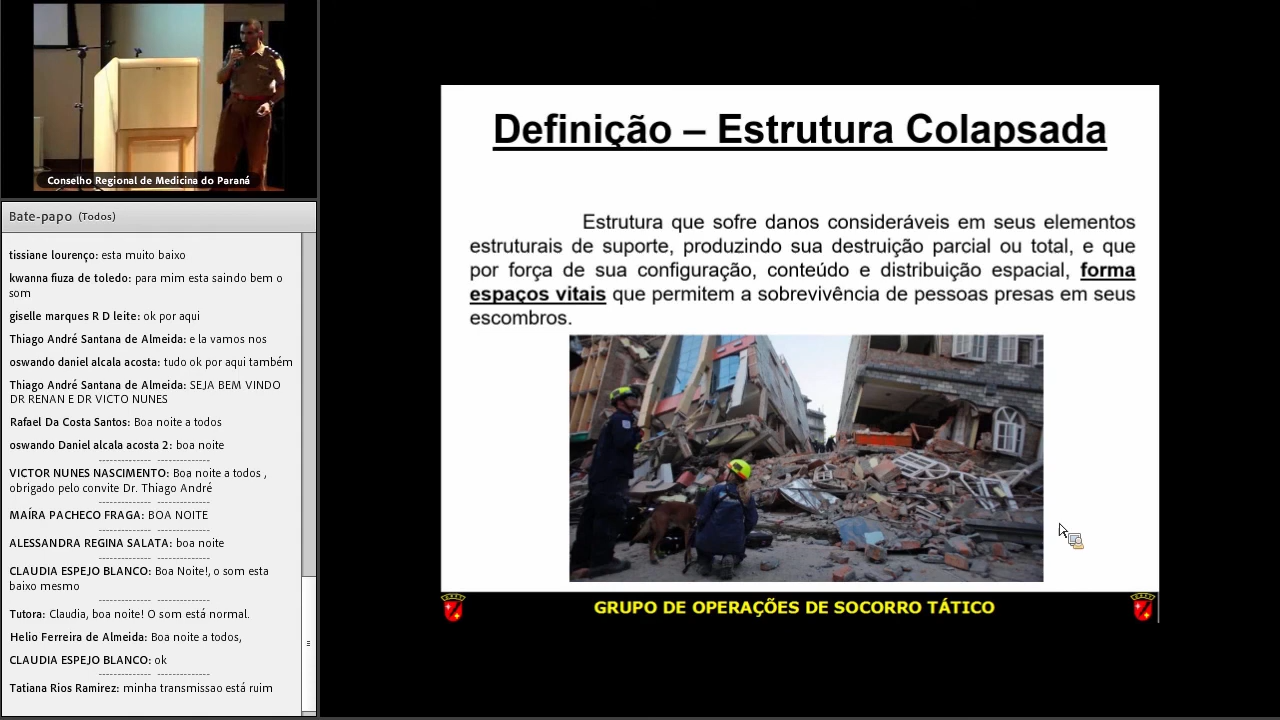 Conselho Regional de Medicina do Paraná
Bate-papo (Todos)
tissiane lourenço: esta muito baixo
kwanna fiuza de toledo: para mim esta saindo bem o
som
giselle marques R D leite: ok por aqui
Thiago André Santana de Almeida: e la vamos nos
oswando daniel alcala acosta: tudo ok por aqui também
Thiago André Santana de Almeida: SEJA BEM VINDO
DR RENAN E DR VICTO NUNES
Rafael Da Costa Santos: Boa noite a todos
oswando Daniel alcala acosta 2: boa noite
VICTOR NUNES NASCIMENTO: Boa noite a todos ,
obrigado pelo convite Dr. Thiago André
MAÍRA PACHECO FRAGA: BOA NOITE
ALESSANDRA REGINA SALATA: boa noite
CLAUDIA ESPEJO BLANCO: Boa Noite!, o som esta
baixo mesmo
Tutora: Claudia, boa noite! O som está normal.
Helio Ferreira de Almeida: Boa noite a todos,
CLAUDIA ESPEJO BLANCO: ok
Tatiana Rios Ramirez: minha transmissao está ruim
Definição – Estrutura Colapsada
Estrutura que sofre danos consideráveis em seus elementos
estruturais de suporte, produzindo sua destruição parcial ou total, e que
por força de sua configuração, conteúdo e distribuição espacial, forma
espaços vitais que permitem a sobrevivência de pessoas presas em seus
escombros.
GRUPO DE OPERAÇÕES DE SOCORRO TÁTICO